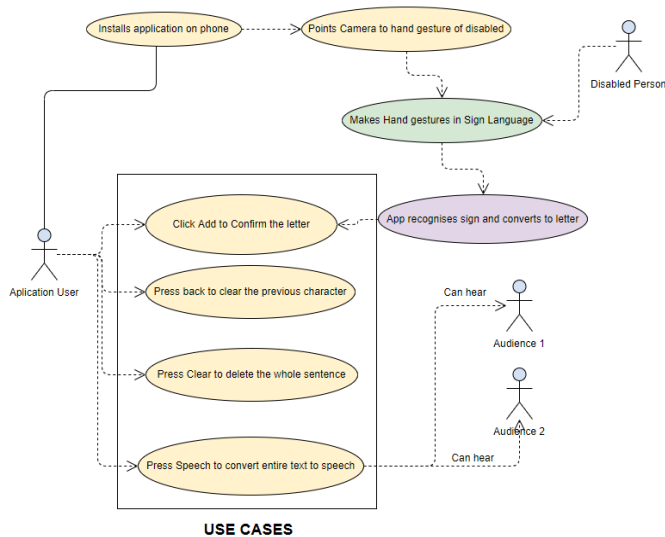 Installs application on phone
Points Camera to hand gesture of disabled
Disabled Person
Makes Hand gestures in Sign Language
App recognises sign and converts to letter
Click Add to Confirm the letter
Aplication User
Press back to clear the previous character
Can hear
Audience 1
Press Clear to delete the whole sentence
Audience 2
Can hear
Press Speech to convert entire text to speech
USE CASES